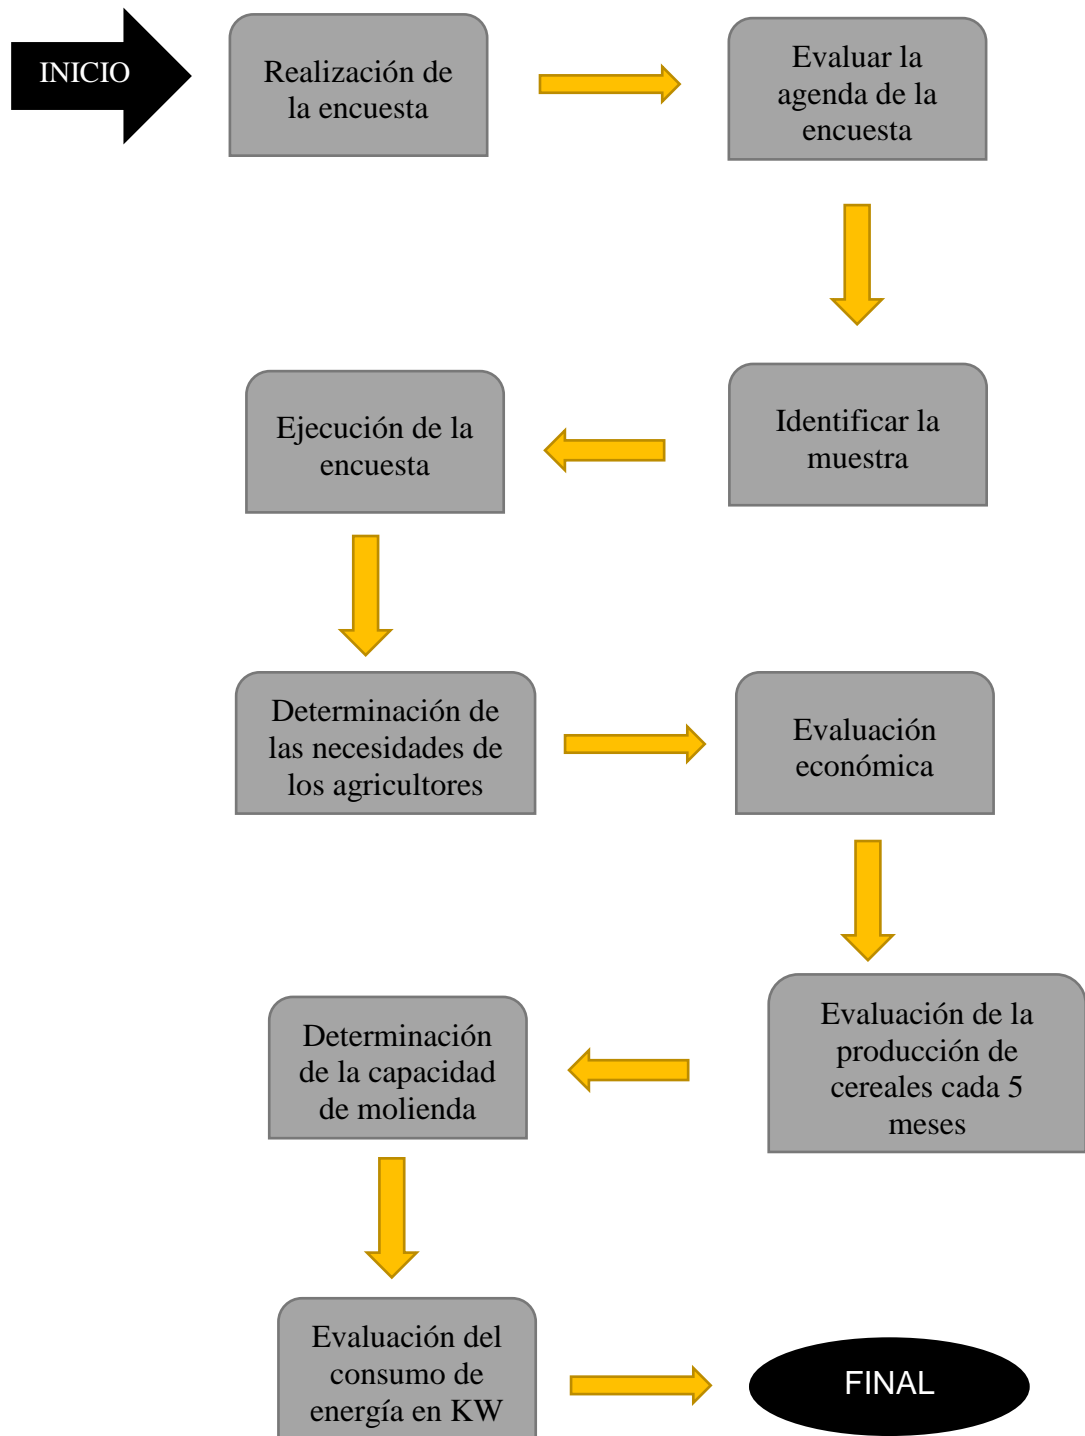 INICIO
Realización de
la encuesta
Evaluar la
agenda de la
encuesta
Identificar la
muestra
Ejecución de la
encuesta
Determinación de
las necesidades de
los agricultores
Evaluación
económica
Evaluación de la
producción de
cereales cada 5
meses
Determinación
de la capacidad
de molienda
Evaluación del
consumo de
energía en KW
FINAL